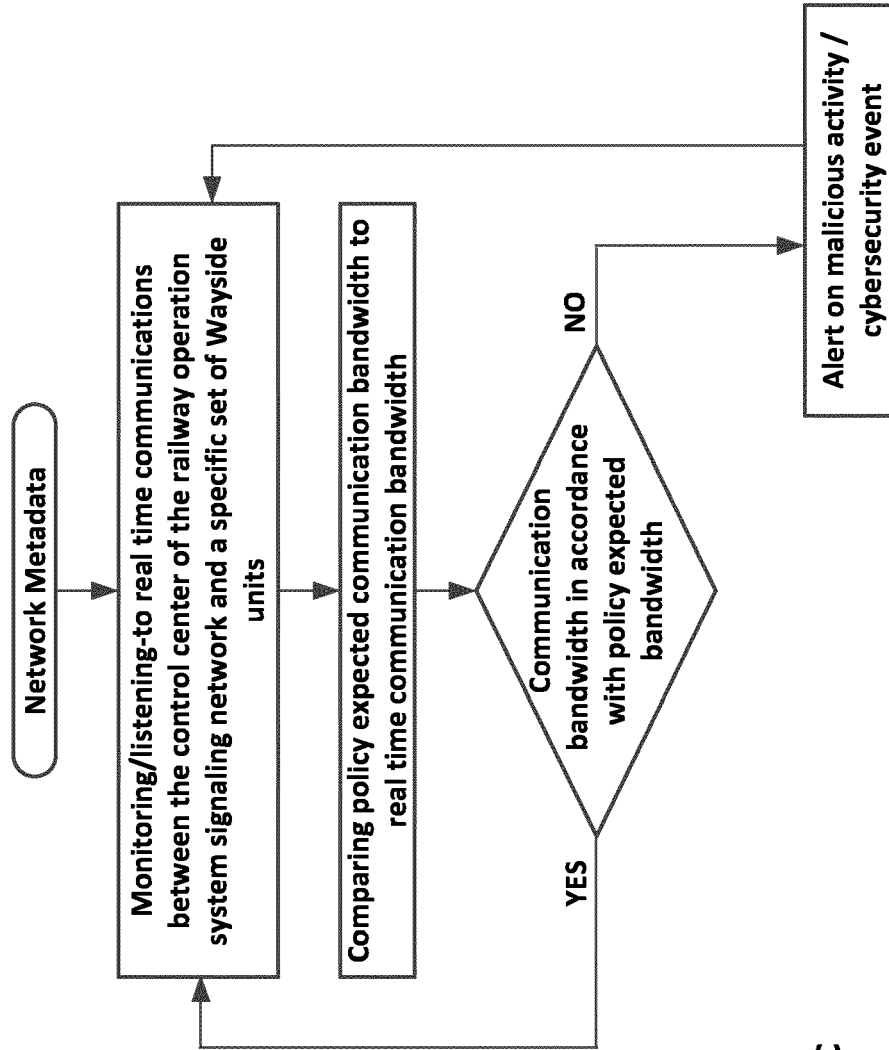 Network Metadata
Monitoring/listening-to real time communications
between the control center of the railway operation
system signaling network and a specific set of Wayside
units
Comparing policy expected communication bandwidth to
real time communication bandwidth
Communication
bandwidth in accordance
with policy expected
bandwidth
YES
NO
Alert on malicious activity /
cybersecurity event